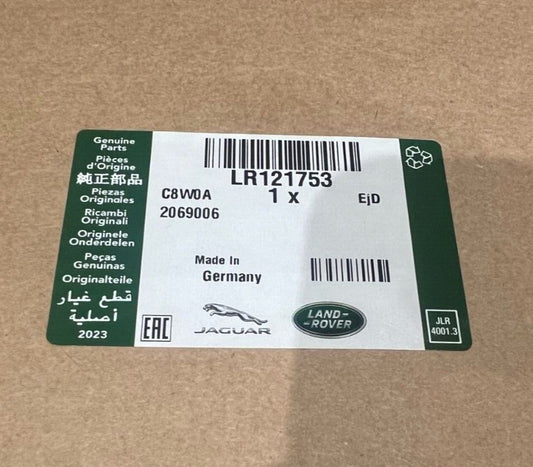 Genuine
Parts
Pièces
d'Origine
純正部品
Piezas
Originales
Ricambi
Originali
Originele
Onderdelen
Peças
Genuinas
Originalteile
قطع غيار
أصلية
2023
LR121753
C8W0A
1 x
EjD
2069006
Made In
Germany
EAC
JAGUAR
LAND-
-ROVER
JLR
4001.3